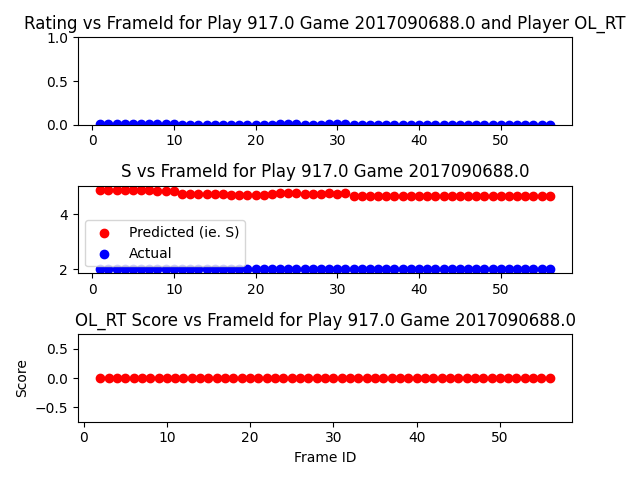 Rating vs FrameId for Play 917.0 Game 2017090688.0 and Player OL_RT
1.0
0.5
0.0
0 10 20 30 40 50
S vs FrameId for Play 917.0 Game 2017090688.0
4
2
Predicted (ie. S)
Actual
0 10 20 30 40 50
OL_RT Score vs FrameId for Play 917.0 Game 2017090688.0
Score
0.5
0.0
−0.5
0 10 20 30 40 50
Frame ID